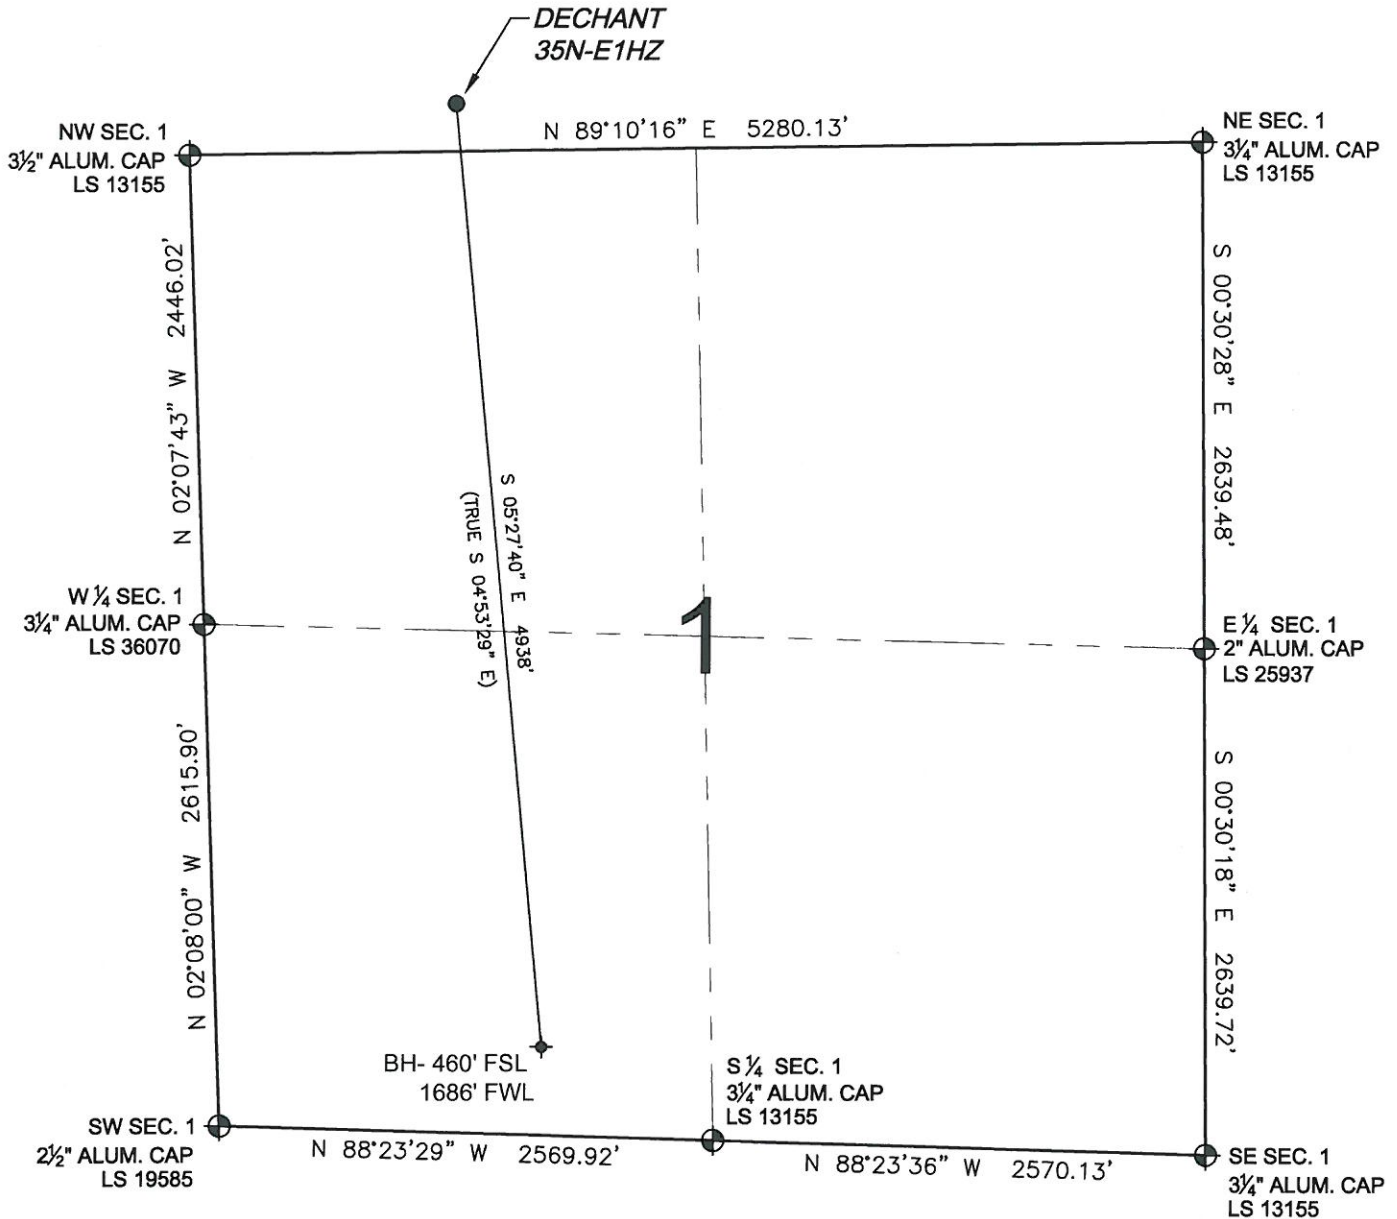 DECHANT
35N-E1HZ
NW SEC. 1
3½" ALUM. CAP
LS 13155
N 89°10'16" E 5280.13'
NE SEC. 1
3¼" ALUM. CAP
LS 13155
N 02°07'43" W 2446.02'
S 00°30'28" E 2639.48'
S 05°27'40" E 4938'
(TRUE S 04°53'29" E)
W ¼ SEC. 1
3¼" ALUM. CAP
LS 36070
1
E ¼ SEC. 1
2" ALUM. CAP
LS 25937
N 02°08'00" W 2615.90'
S 00°30'18" E 2639.72'
BH- 460' FSL
1686' FWL
S ¼ SEC. 1
3¼" ALUM. CAP
LS 13155
SW SEC. 1
2½" ALUM. CAP
LS 19585
N 88°23'29" W 2569.92'
N 88°23'36" W 2570.13'
SE SEC. 1
3¼" ALUM. CAP
LS 13155